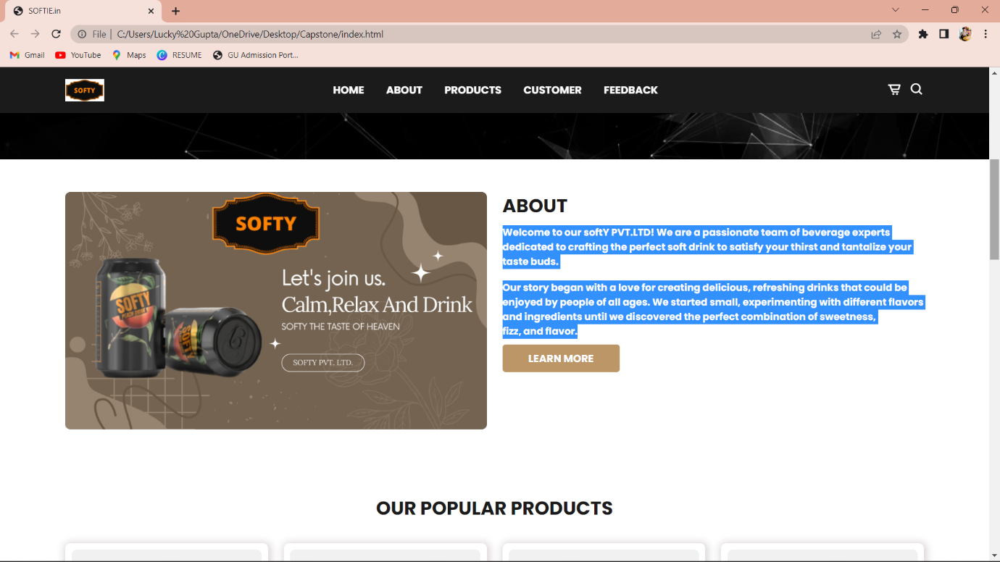 SOFTIE.in
File
C:/Users/Lucky%20Gupta/OneDrive/Desktop/Capstone/index.html
Gmail
YouTube
Maps
RESUME
GU Admission Port...
SOFTY
HOME
ABOUT
PRODUCTS
CUSTOMER
FEEDBACK
SOFTY
Let's join us.
Calm,Relax And Drink
SOFTY THE TASTE OF HEAVEN
SOFTY PVT. LTD.
SOFTY
SOFTY
ABOUT
Welcome to our softY PVT.LTD! We are a passionate team of beverage experts
dedicated to crafting the perfect soft drink to satisfy your thirst and tantalize your
taste buds.
Our story began with a love for creating delicious, refreshing drinks that could be
enjoyed by people of all ages. We started small, experimenting with different flavors
and ingredients until we discovered the perfect combination of sweetness,
fizz, and flavor.
LEARN MORE
OUR POPULAR PRODUCTS